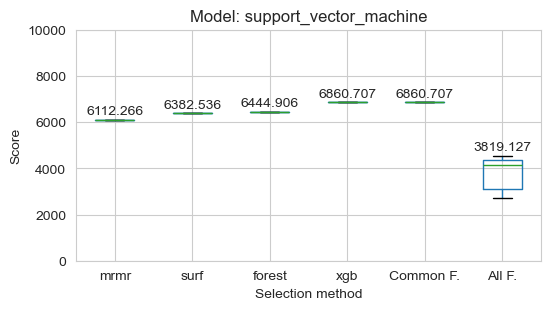 Model: support_vector_machine
10000
8000
6000
4000
2000
0
Score
6112.266
6382.536
6444.906
6860.707
6860.707
3819.127
mrmr
surf
forest
xgb
Common F.
All F.
Selection method